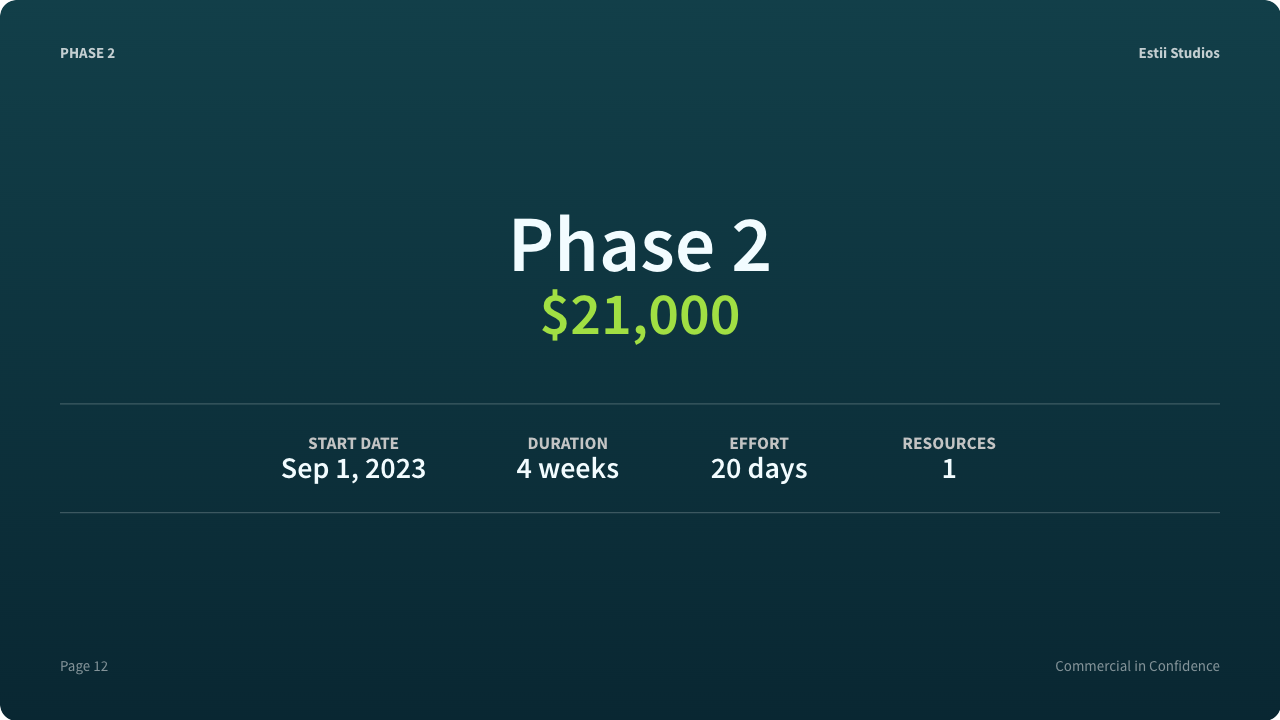 PHASE 2
Estii Studios
Phase 2
$21,000
START DATE
Sep 1, 2023
DURATION
4 weeks
EFFORT
20 days
RESOURCES
1
Page 12
Commercial in Confidence